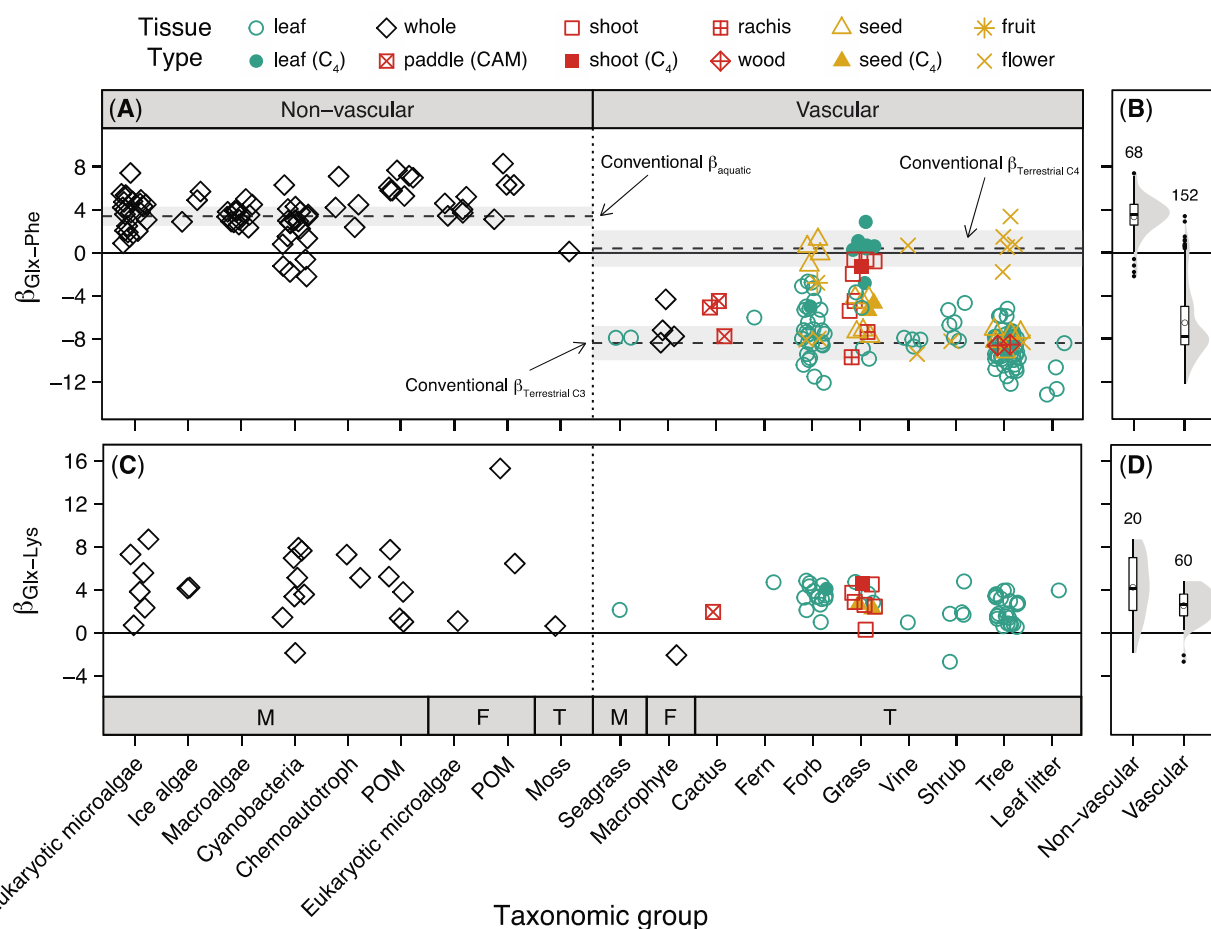 Tissue Type
leaf whole shoot rachis seed fruit
leaf (C4) paddle (CAM) shoot (C4) wood seed (C4) flower
(A) Non−vascular Vascular (B)
Conventional βaquatic
Conventional βTerrestrial C4
Conventional βTerrestrial C3
βGlx−Phe
8
4
0
−4
−8
−12
68
152
(C) (D)
βGlx−Lys
16
12
8
4
0
−4
20
60
M F T M F T
Eukaryotic microalgae
Ice algae
Macroalgae
Cyanobacteria
Chemoautotroph
POM
Eukaryotic microalgae
POM
Moss
Seagrass
Macrophyte
Cactus
Fern
Forb
Grass
Vine
Shrub
Tree
Leaf litter
Non−vascular
Vascular
Taxonomic group